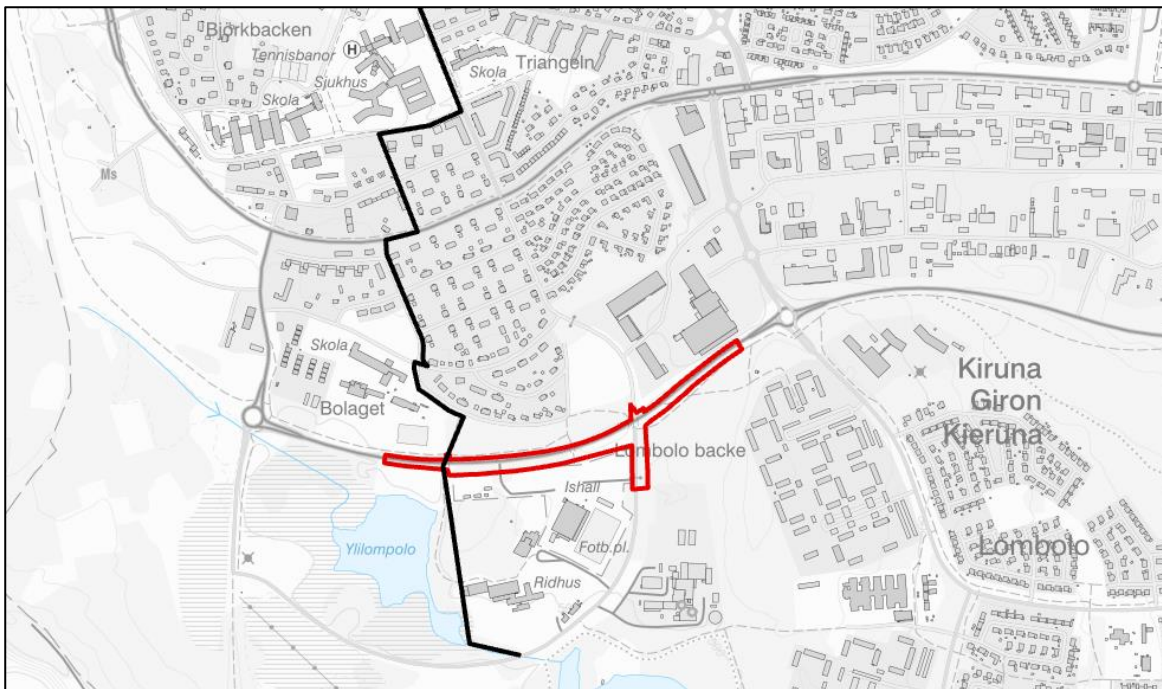 Björkbacken
Tennisbanor
H
Sjukhus
Skola
Triangeln
Skola
Ms
Skola
Bolaget
Kiruna
Giron
Kieruna
Lombolo backe
Ishall
Lombolo
Ylilompolo
Fotb.pl.
Ridhus